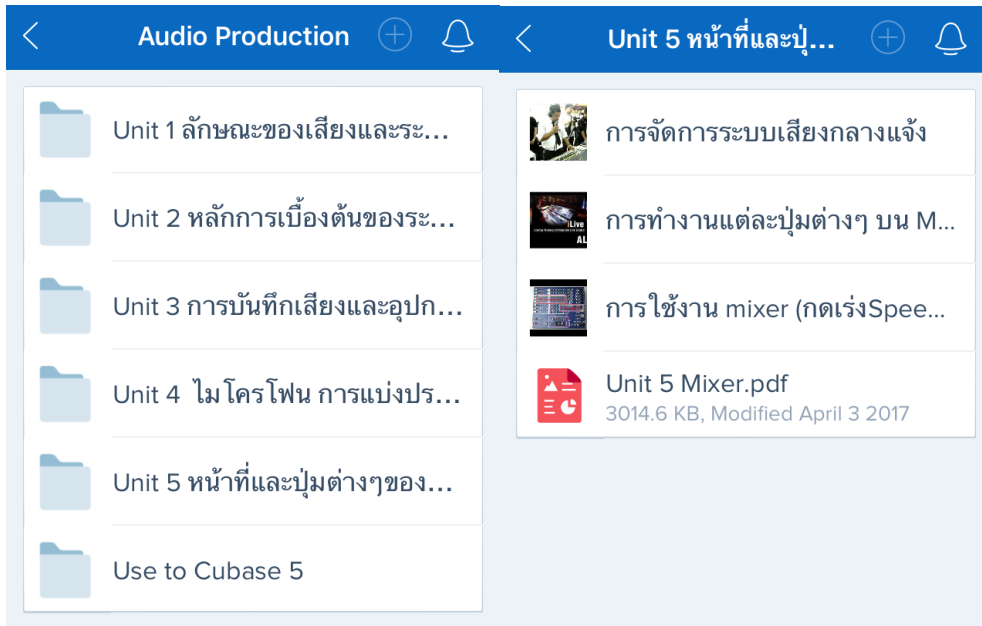 Audio Production
Unit 1 ลักษณะของเสียงและระ...
Unit 2 หลักการเบื้องต้นของระ...
Unit 3 การบันทึกเสียงและอุปก...
Unit 4 ไมโครโฟน การแบ่งปร...
Unit 5 หน้าที่และปุ่มต่างๆของ...
Use to Cubase 5
Unit 5 หน้าที่และปุ่...
การจัดการระบบเสียงกลางแจ้ง
การทำงานแต่ละปุ่มต่างๆ บน M...
iLive
AL
การใช้งาน mixer (กดเร่งSpee...
Unit 5 Mixer.pdf
3014.6 KB, Modified April 3 2017